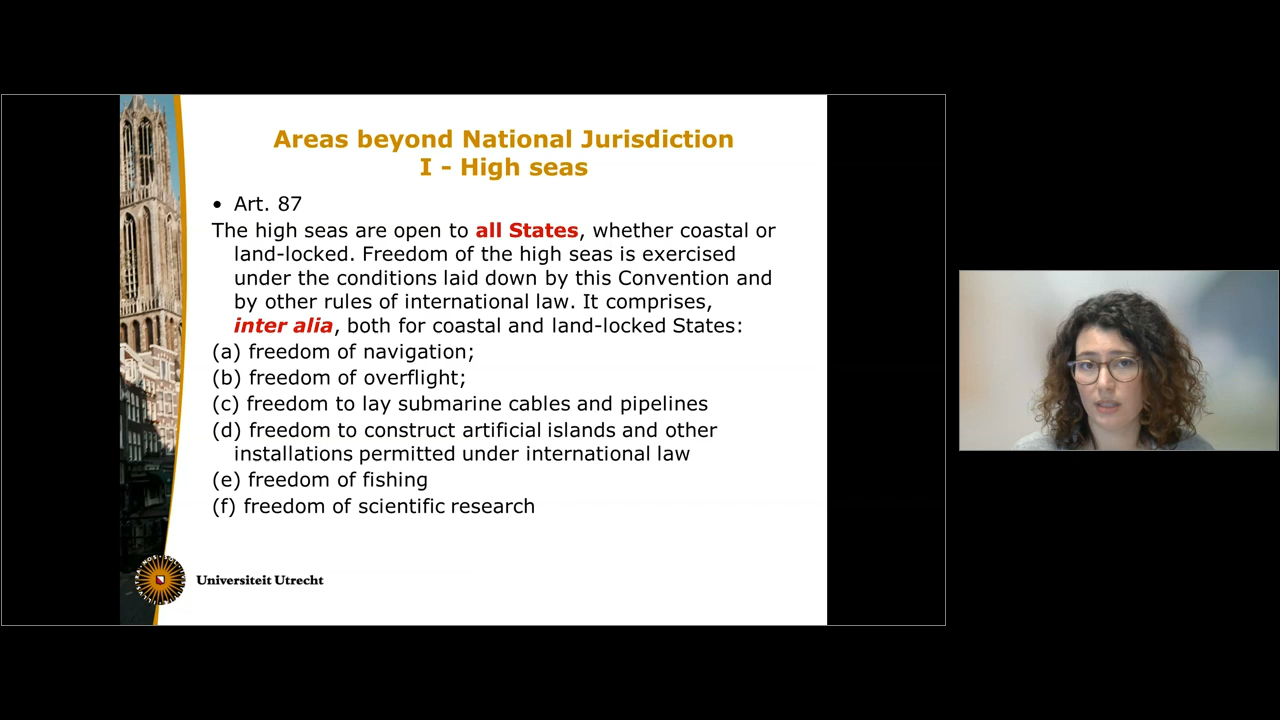 Areas beyond National Jurisdiction
I - High seas
• Art. 87
The high seas are open to all States, whether coastal or
land-locked. Freedom of the high seas is exercised
under the conditions laid down by this Convention and
by other rules of international law. It comprises,
inter alia, both for coastal and land-locked States:
(a) freedom of navigation;
(b) freedom of overflight;
(c) freedom to lay submarine cables and pipelines
(d) freedom to construct artificial islands and other
installations permitted under international law
(e) freedom of fishing
(f) freedom of scientific research
Universiteit Utrecht